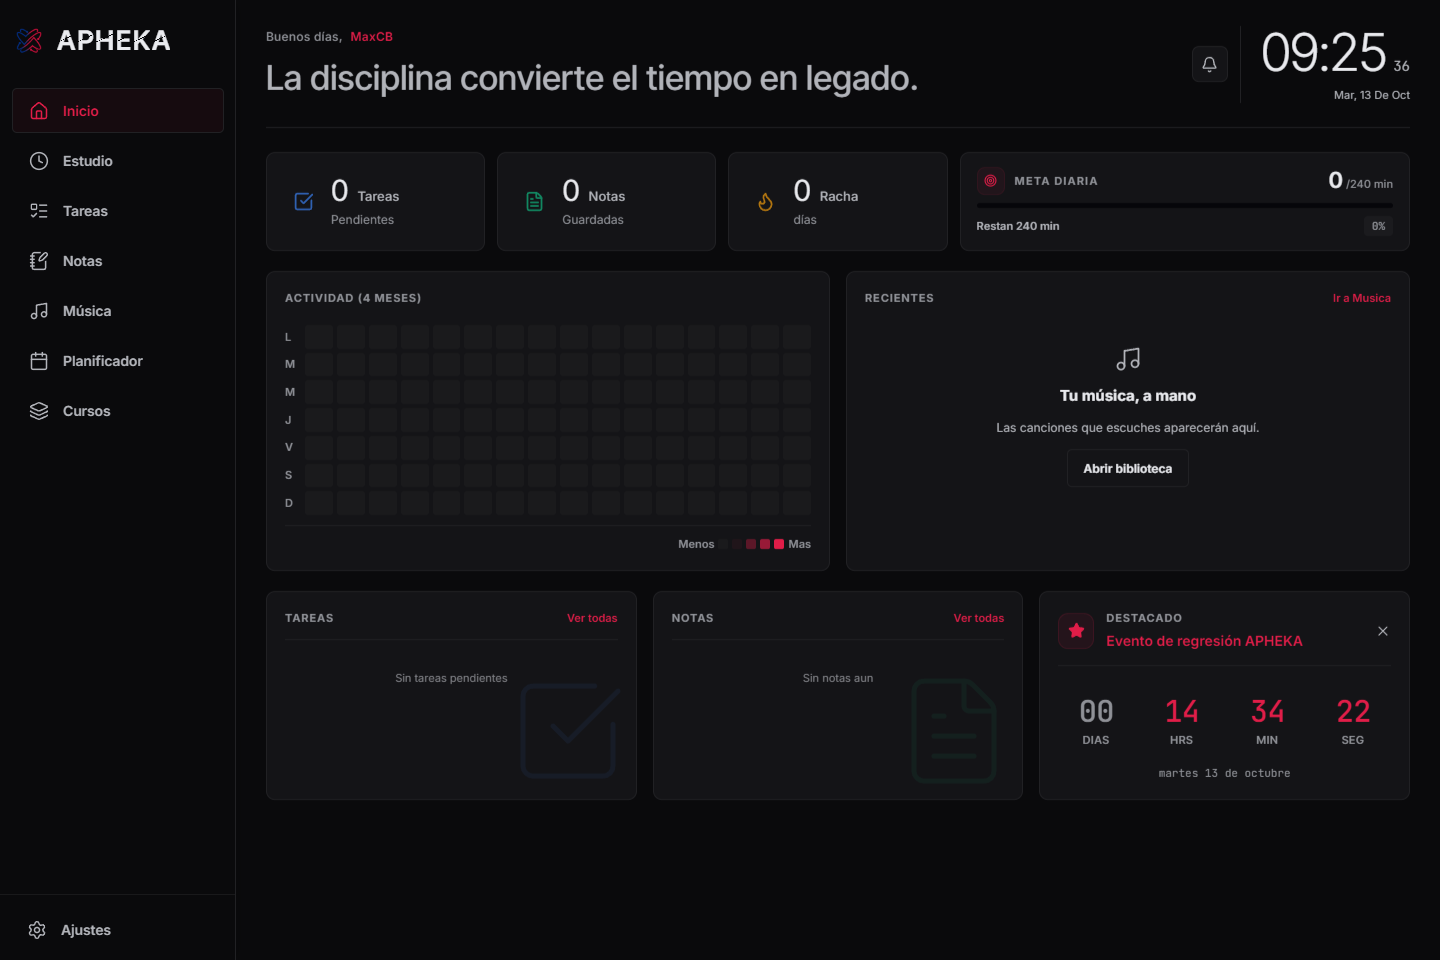 APHEKA
Inicio
Estudio
Tareas
Notas
Música
Planificador
Cursos
Ajustes
Buenos días, MaxCB
La disciplina convierte el tiempo en legado.
09:25 36
Mar, 13 De Oct
0 Tareas
Pendientes
0 Notas
Guardadas
0 Racha
días
META DIARIA
0 /240 min
Restan 240 min
0%
ACTIVIDAD (4 MESES)
L
M
M
J
V
S
D
Menos Mas
RECIENTES
Ir a Musica
Tu música, a mano
Las canciones que escuches aparecerán aquí.
Abrir biblioteca
TAREAS
Ver todas
Sin tareas pendientes
NOTAS
Ver todas
Sin notas aun
DESTACADO
Evento de regresión APHEKA
00 14 34 22
DIAS HRS MIN SEG
martes 13 de octubre